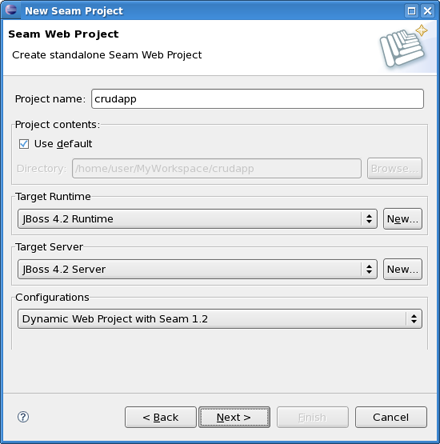 New Seam Project
Seam Web Project
Create standalone Seam Web Project
Project name: crudapp
Project contents:
Use default
Directory: /home/user/MyWorkspace/crudapp Browse...
Target Runtime
JBoss 4.2 Runtime New...
Target Server
JBoss 4.2 Server New...
Configurations
Dynamic Web Project with Seam 1.2
? < Back Next > Finish Cancel